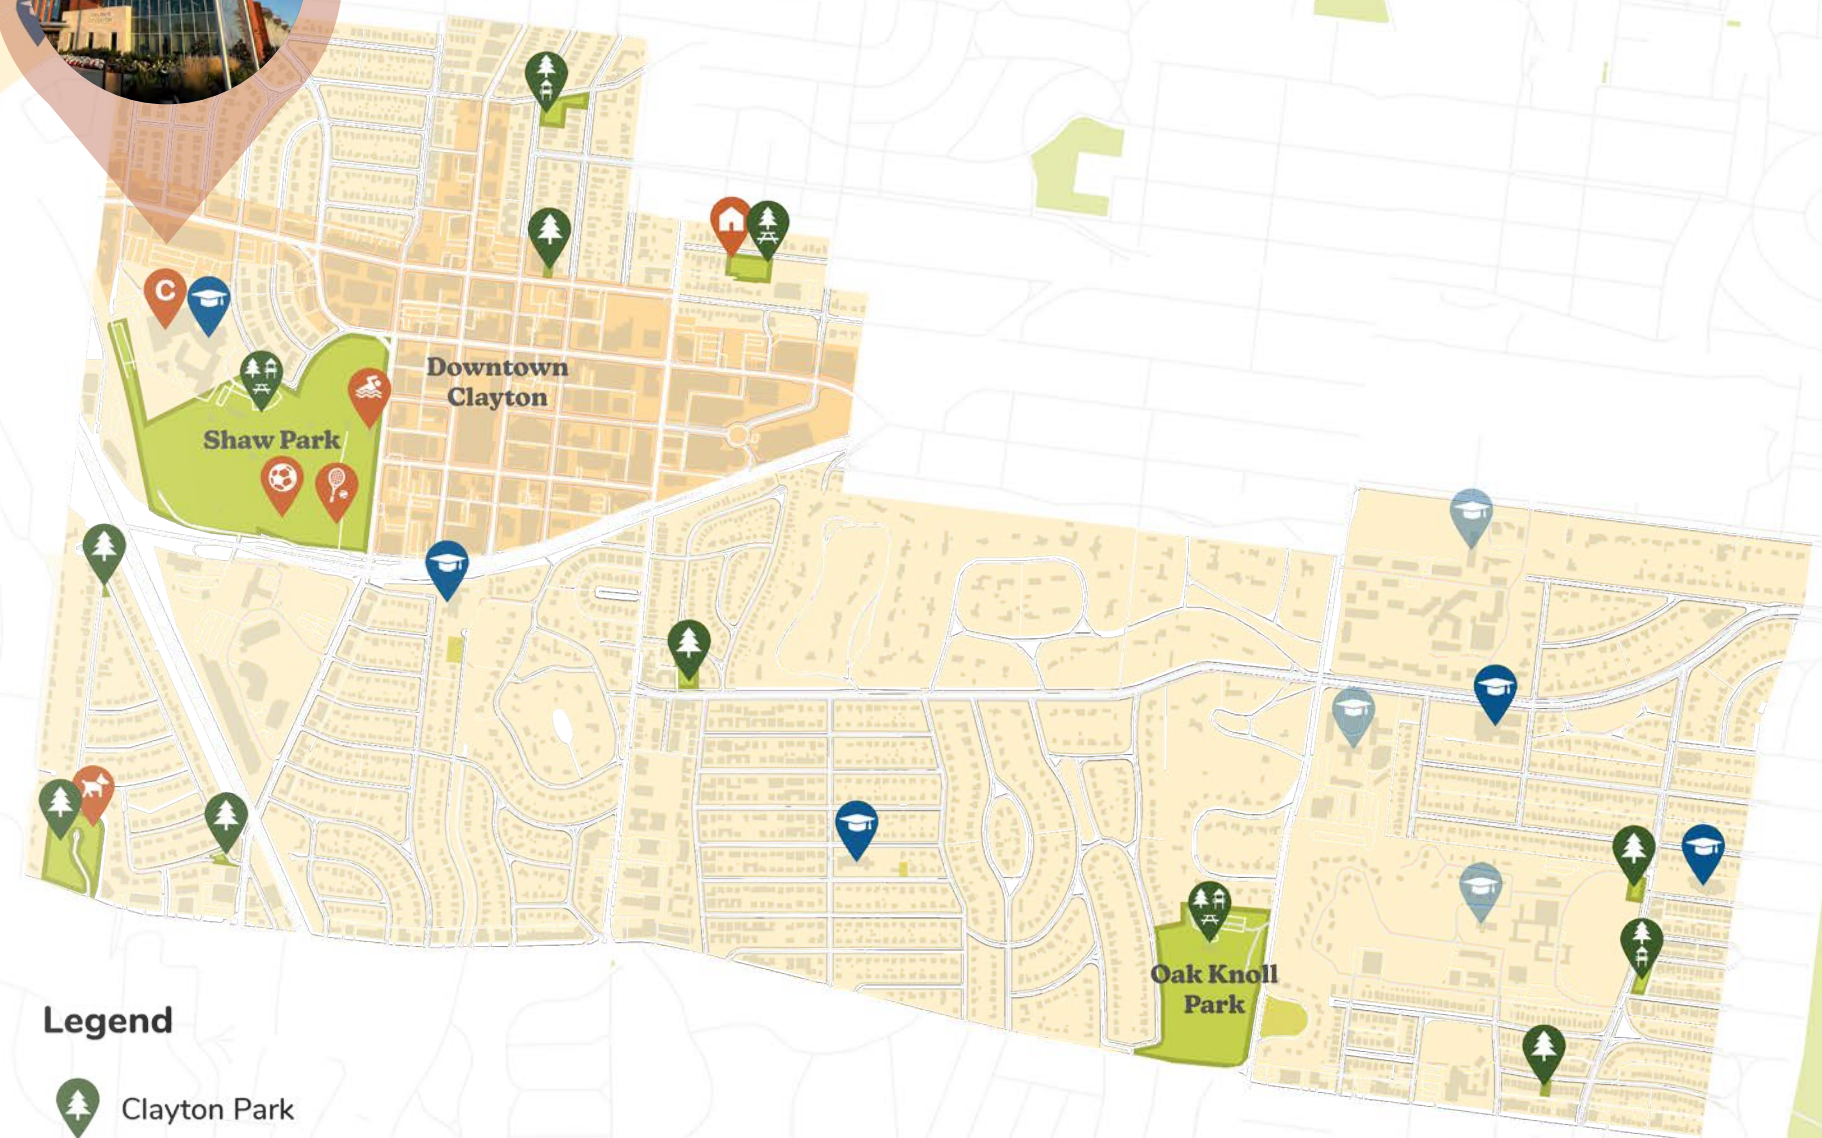 C
Downtown
Clayton
Shaw Park
Oak Knoll
Park
Legend
Clayton Park